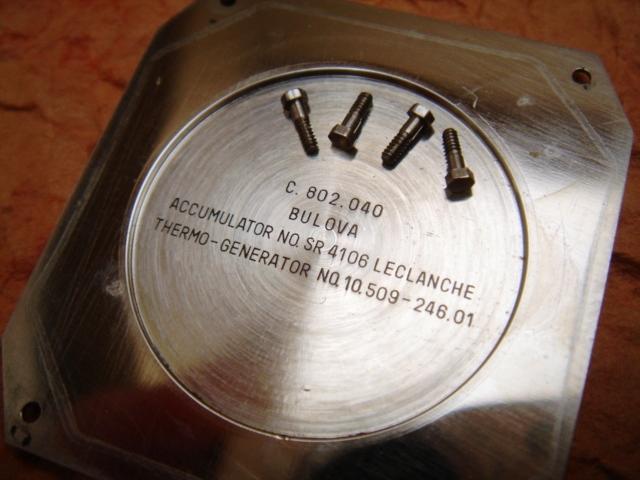 C. 802.040
BULOVA
ACCUMULATOR NO. SR 4106 LECLANCHE
THERMO-GENERATOR NO. 10.509-246.01